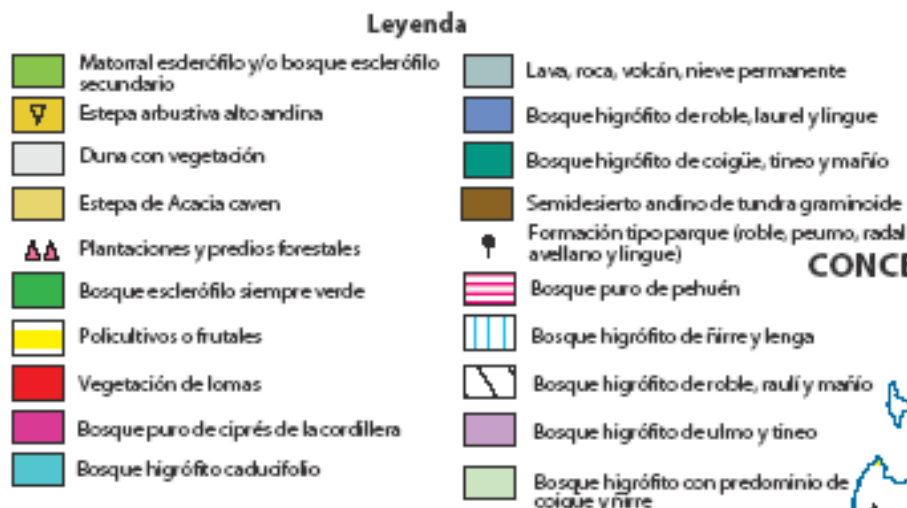 Leyenda
Matorral esclerófilo y/o bosque esclerófilo
secundario
Estepa arbustiva alto andina
Duna con vegetación
Estepa de Acacia caven
Plantaciones y predios forestales
Bosque esclerófilo siempre verde
Policultivos o frutales
Vegetación de lomas
Bosque puro de ciprés de la cordillera
Bosque higrófito caducifolio
Lava, roca, volcán, nieve permanente
Bosque higrófito de roble, laurel y lingue
Bosque higrófito de coigüe, tineo y mañío
Semidesierto andino de tundra graminoide
Formación tipo parque (roble, peumo, radal
avellano y lingue)
CONCE
Bosque puro de pehuén
Bosque higrófito de ñirre y lenga
Bosque higrófito de roble, raulí y mañío
Bosque higrófito de ulmo y tineo
Bosque higrófito con predominio de
coigue y ñirre